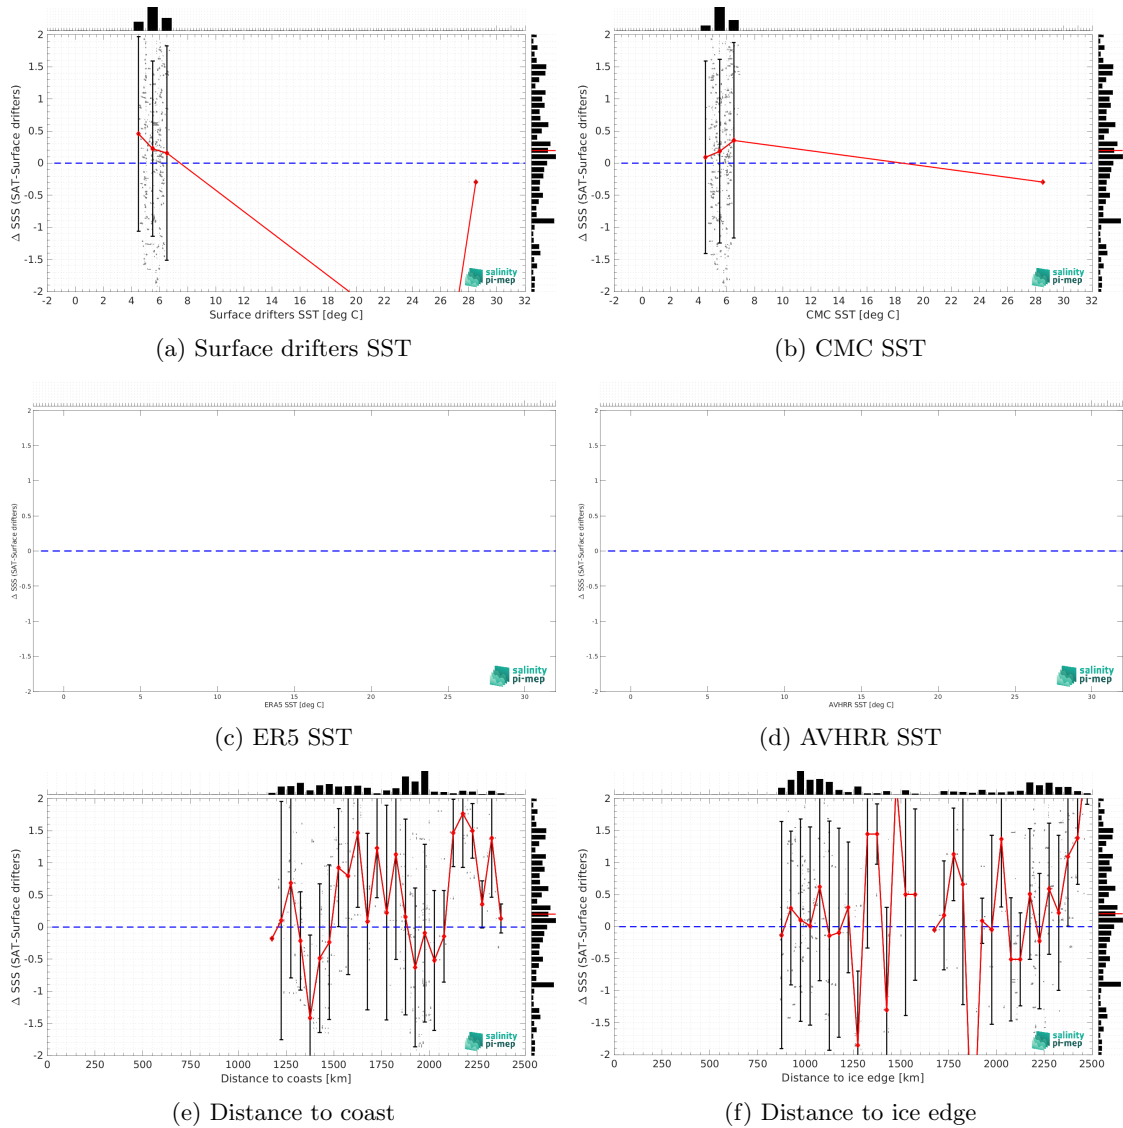 2
1.5
1
0.5
0
-0.5
-1
-1.5
-2
Δ SSS (SAT-Surface drifters)
-2 0 2 4 6 8 10 12 14 16 18 20 22 24 26 28 30 32
Surface drifters SST [deg C]
salinity
pi-mep
(a) Surface drifters SST
2
1.5
1
0.5
0
-0.5
-1
-1.5
-2
Δ SSS (SAT-Surface drifters)
-2 0 2 4 6 8 10 12 14 16 18 20 22 24 26 28 30 32
CMC SST [deg C]
salinity
pi-mep
(b) CMC SST
2
1.5
1
0.5
0
-0.5
-1
-1.5
-2
Δ SSS (SAT-Surface drifters)
0 5 10 15 20 25 30
ERA5 SST [deg C]
salinity
pi-mep
(c) ER5 SST
2
1.5
1
0.5
0
-0.5
-1
-1.5
-2
Δ SSS (SAT-Surface drifters)
0 5 10 15 20 25 30
AVHRR SST [deg C]
salinity
pi-mep
(d) AVHRR SST
2
1.5
1
0.5
0
-0.5
-1
-1.5
-2
Δ SSS (SAT-Surface drifters)
0 250 500 750 1000 1250 1500 1750 2000 2250 2500
Distance to coasts [km]
salinity
pi-mep
(e) Distance to coast
2
1.5
1
0.5
0
-0.5
-1
-1.5
-2
Δ SSS (SAT-Surface drifters)
0 250 500 750 1000 1250 1500 1750 2000 2250 2500
Distance to ice edge [km]
salinity
pi-mep
(f) Distance to ice edge